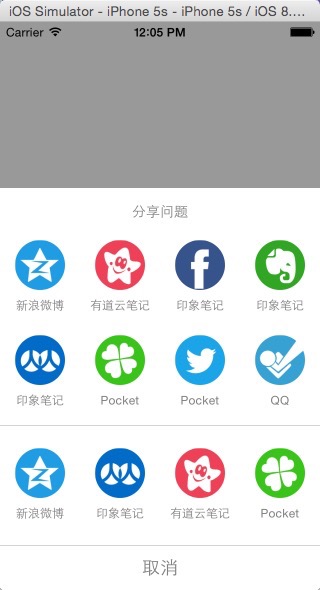 iOS Simulator - iPhone 5s - iPhone 5s / iOS 8....
Carrier 12:05 PM
分享问题
新浪微博 有道云笔记 印象笔记 印象笔记
印象笔记 Pocket Pocket QQ
新浪微博 印象笔记 有道云笔记 Pocket
取消